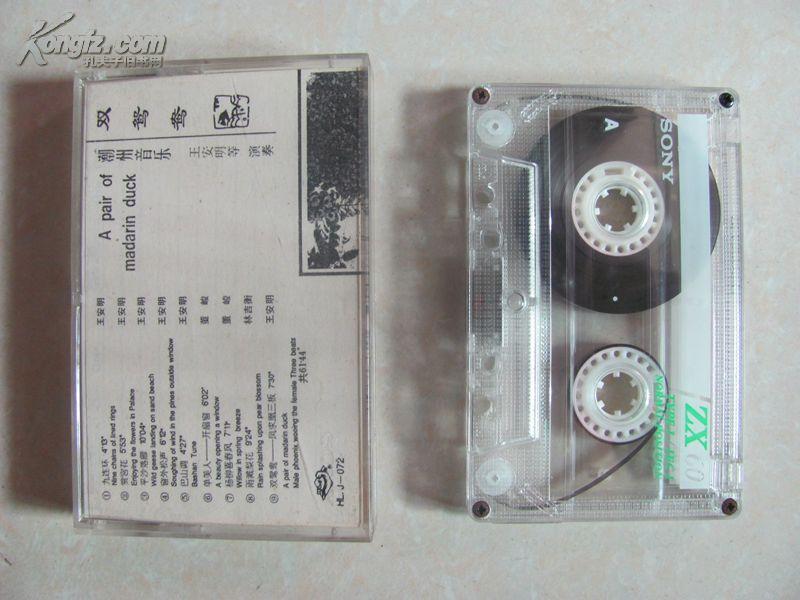 Kongfz.com
孔夫子旧书网
双鸳鸯
潮州音乐
王安明等 演奏
A pair of
madarin duck
① 九连环 4'13" 王安明
Nine chains of lined rings
② 赏宫花 5'53" 王安明
Enjoying the flowers in Palace
③ 平沙落雁 10'04" 王安明
Wild geese landing on sand beach
④ 窗外松声 6'12" 王安明
Soughing of wind in the pines outside window
⑤ 巴山调 4'27" 王安明
Bashan Tune
⑥ 单美人——开扇窗 6'02" 董峻
A beauty opening a window
⑦ 杨柳春风 7'11" 董峻
Willow in spring breeze
⑧ 雨溅梨花 9'24" 林吉衡
Rain splashing upon pear blossom
⑨ 双鸳鸯——凤求凰三板 7'30" 王安明
A pair of madarin duck
Male phoenix wooing the female Three beats
共61'44"
HL J-072
A
SONY
ZX 60